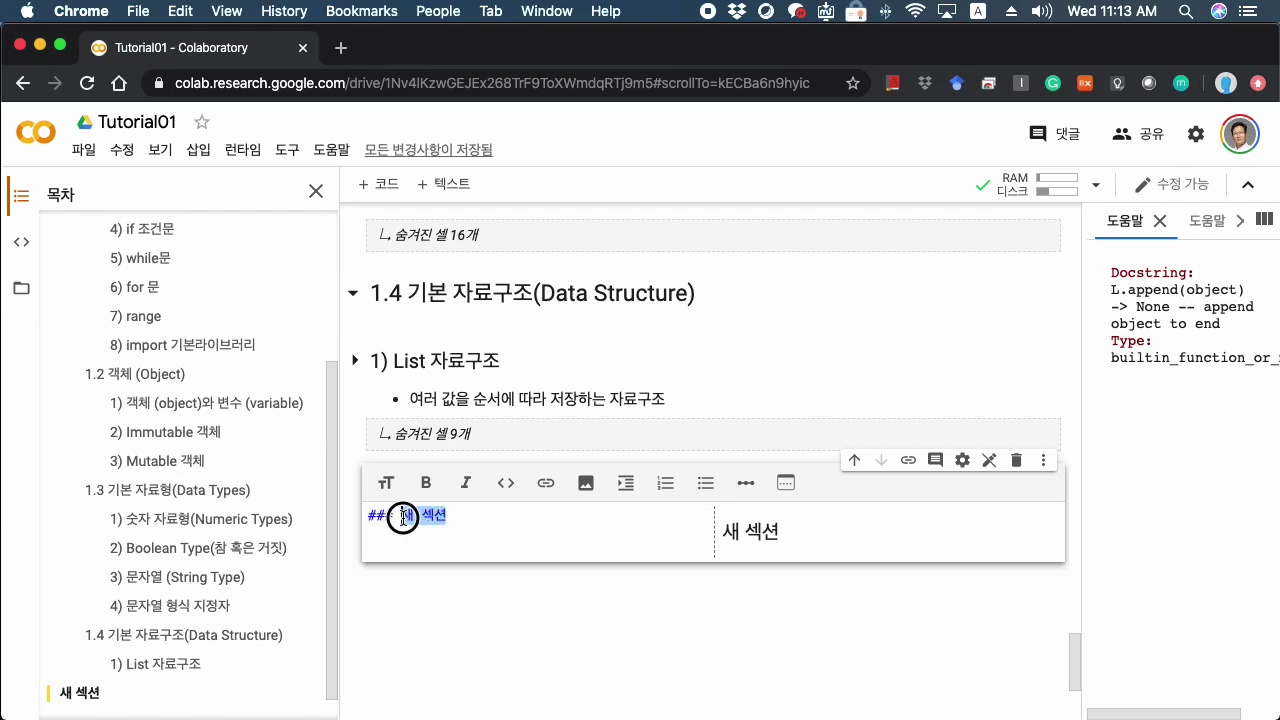 Chrome File Edit View History Bookmarks People Tab Window Help Wed 11:13 AM
Tutorial01 - Colaboratory
colab.research.google.com/drive/1Nv4lKzwGEJEx268TrF9ToXWmdqRTj9m5#scrollTo=kECBa6n9hyic
Tutorial01
댓글 공유
파일 수정 보기 삽입 런타임 도구 도움말 모든 변경사항이 저장됨
목차
+ 코드 + 텍스트
RAM
디스크
수정 가능
4) if 조건문
5) while문
6) for 문
7) range
8) import 기본라이브러리
1.2 객체 (Object)
1) 객체 (object)와 변수 (variable)
2) Immutable 객체
3) Mutable 객체
1.3 기본 자료형(Data Types)
1) 숫자 자료형(Numeric Types)
2) Boolean Type(참 혹은 거짓)
3) 문자열 (String Type)
4) 문자열 형식 지정자
1.4 기본 자료구조(Data Structure)
1) List 자료구조
새 섹션
숨겨진 셀 16개
1.4 기본 자료구조(Data Structure)
1) List 자료구조
• 여러 값을 순서에 따라 저장하는 자료구조
숨겨진 셀 9개
### 새 섹션
새 섹션
도움말 도움말
Docstring:
L.append(object)
-> None -- append
object to end
Type:
builtin_function_or_